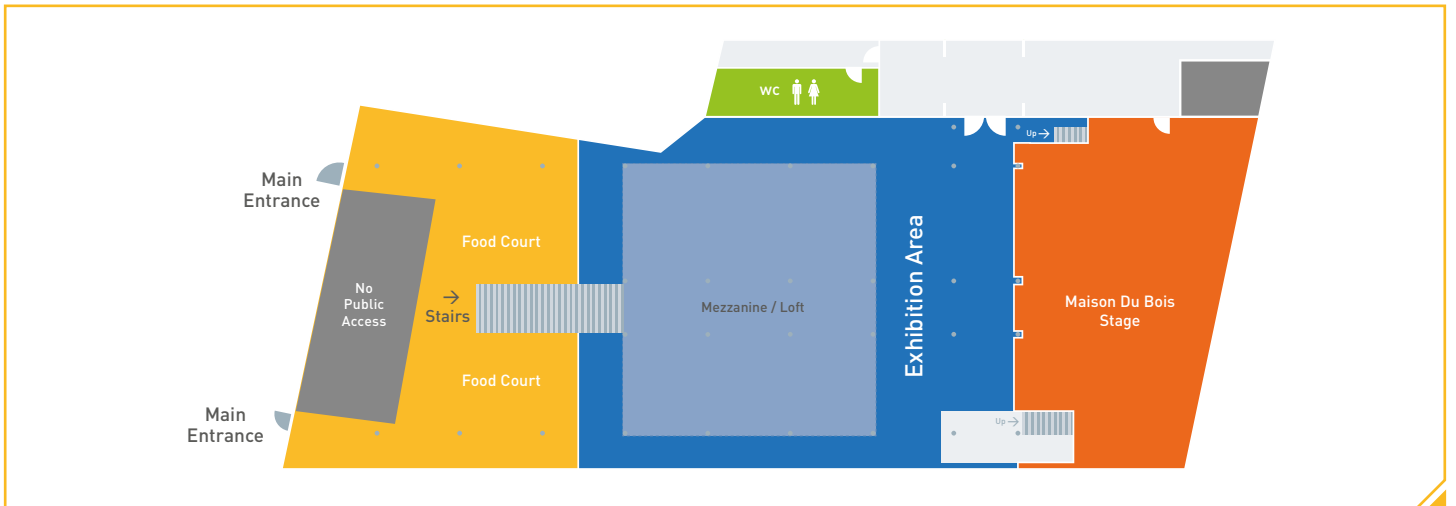 WC
Up
Main
Entrance
Food Court
No
Public
Access
Stairs
Mezzanine / Loft
Exhibition Area
Maison Du Bois
Stage
Food Court
Main
Entrance
Up